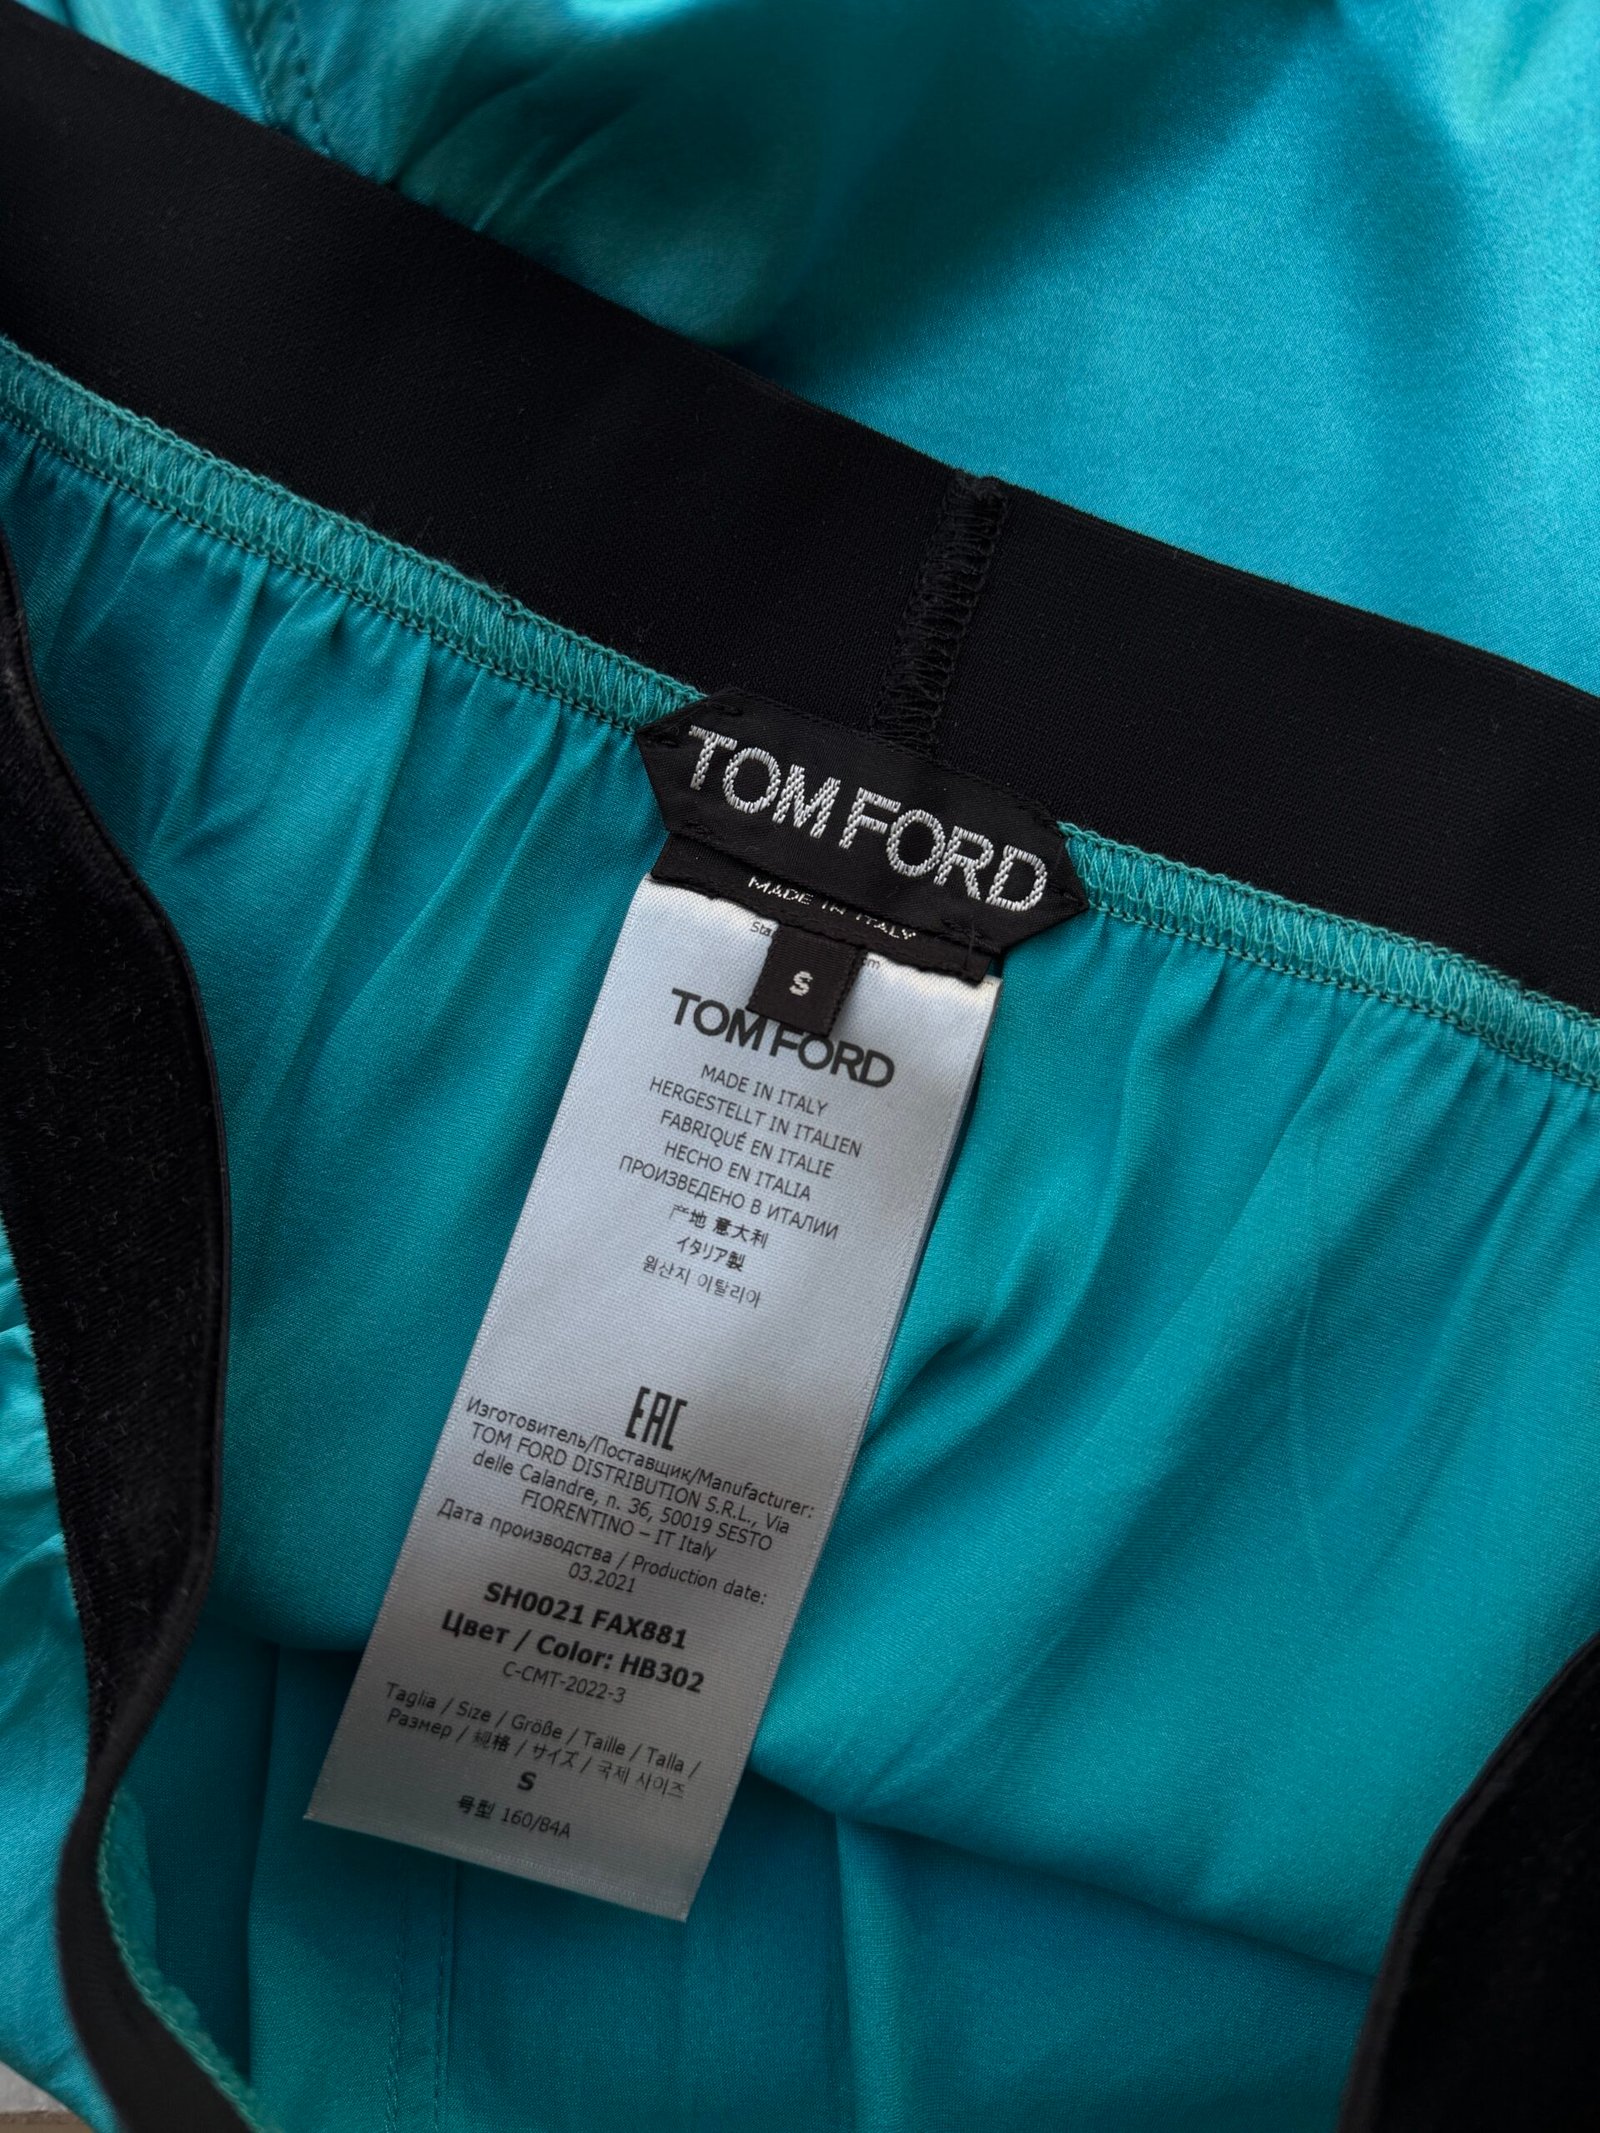 TOM FORD
MADE IN ITALY
S
TOM FORD
MADE IN ITALY
HERGESTELLT IN ITALIEN
FABRIQUÉ EN ITALIE
HECHO EN ITALIA
ПРОИЗВЕДЕНО В ИТАЛИИ
产地 意大利
イタリア製
원산지 이탈리아
EAC
Изготовитель/Поставщик/Manufacturer:
TOM FORD DISTRIBUTION S.R.L., Via
delle Calandre, n. 36, 50019 SESTO
FIORENTINO – IT Italy
Дата производства / Production date:
03.2021
SH0021 FAX881
Цвет / Color: HB302
C-CMT-2022-3
Taglia / Size / Größe / Taille / Talla /
Размер / 规格 / サイズ / 국제 사이즈
S
号型 160/84A